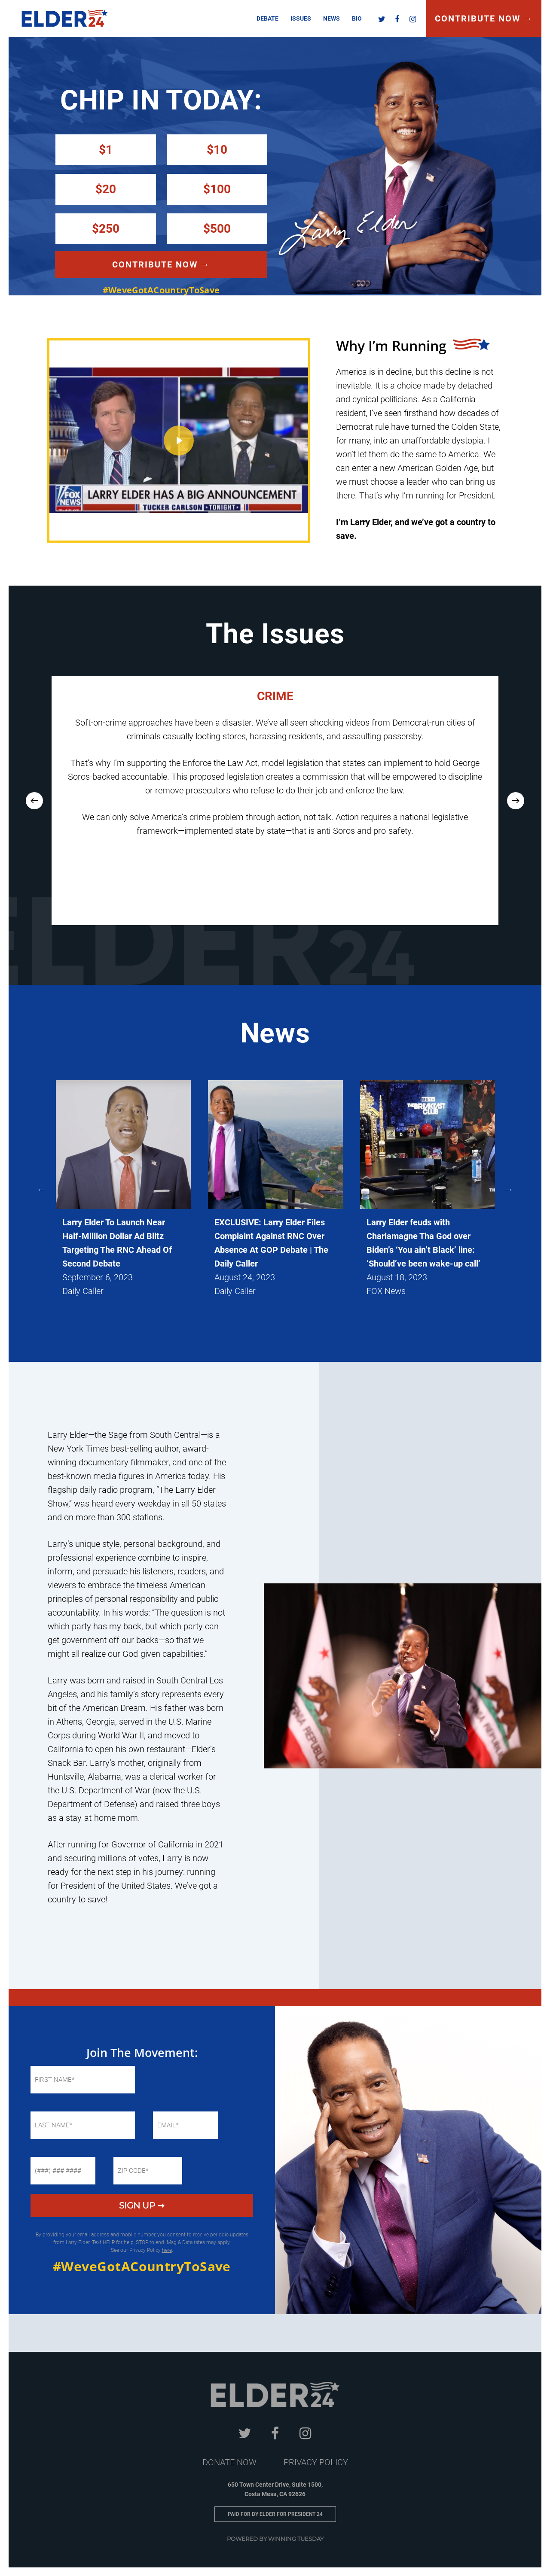 ELDER24
DEBATE ISSUES NEWS BIO
CONTRIBUTE NOW →
CHIP IN TODAY:
$1 $10
$20 $100
$250 $500
CONTRIBUTE NOW →
#WeveGotACountryToSave
Larry Elder
FOX NEWS
LARRY ELDER HAS A BIG ANNOUNCEMENT
TUCKER CARLSON TONIGHT
Why I’m Running
America is in decline, but this decline is not
inevitable. It is a choice made by detached
and cynical politicians. As a California
resident, I’ve seen firsthand how decades of
Democrat rule have turned the Golden State,
for many, into an unaffordable dystopia. I
won’t let them do the same to America. We
can enter a new American Golden Age, but
we must choose a leader who can bring us
there. That’s why I’m running for President.
I’m Larry Elder, and we’ve got a country to
save.
The Issues
CRIME
Soft-on-crime approaches have been a disaster. We’ve all seen shocking videos from Democrat-run cities of
criminals casually looting stores, harassing residents, and assaulting passersby.
That’s why I’m supporting the Enforce the Law Act, model legislation that states can implement to hold George
Soros-backed accountable. This proposed legislation creates a commission that will be empowered to discipline
or remove prosecutors who refuse to do their job and enforce the law.
We can only solve America’s crime problem through action, not talk. Action requires a national legislative
framework—implemented state by state—that is anti-Soros and pro-safety.
ELDER24
News
THE BREAKFAST
CLUB
Larry Elder To Launch Near
Half-Million Dollar Ad Blitz
Targeting The RNC Ahead Of
Second Debate
September 6, 2023
Daily Caller
EXCLUSIVE: Larry Elder Files
Complaint Against RNC Over
Absence At GOP Debate | The
Daily Caller
August 24, 2023
Daily Caller
Larry Elder feuds with
Charlamagne Tha God over
Biden’s ‘You ain’t Black’ line:
‘Should’ve been wake-up call’
August 18, 2023
FOX News
Larry Elder—the Sage from South Central—is a
New York Times best-selling author, award-
winning documentary filmmaker, and one of the
best-known media figures in America today. His
flagship daily radio program, “The Larry Elder
Show,” was heard every weekday in all 50 states
and on more than 300 stations.
Larry’s unique style, personal background, and
professional experience combine to inspire,
inform, and persuade his listeners, readers, and
viewers to embrace the timeless American
principles of personal responsibility and public
accountability. In his words: “The question is not
which party has my back, but which party can
get government off our backs—so that we
might all realize our God-given capabilities.”
Larry was born and raised in South Central Los
Angeles, and his family’s story represents every
bit of the American Dream. His father was born
in Athens, Georgia, served in the U.S. Marine
Corps during World War II, and moved to
California to open his own restaurant—Elder’s
Snack Bar. Larry’s mother, originally from
Huntsville, Alabama, was a clerical worker for
the U.S. Department of War (now the U.S.
Department of Defense) and raised three boys
as a stay-at-home mom.
After running for Governor of California in 2021
and securing millions of votes, Larry is now
ready for the next step in his journey: running
for President of the United States. We’ve got a
country to save!
Join The Movement:
FIRST NAME*
LAST NAME* EMAIL*
(###) ###-#### ZIP CODE*
SIGN UP →
By providing your email address and mobile number you consent to receive periodic updates
from Larry Elder. Text HELP for help, STOP to end. Msg & Data rates may apply.
See our Privacy Policy here.
#WeveGotACountryToSave
ELDER24
DONATE NOW PRIVACY POLICY
650 Town Center Drive, Suite 1500,
Costa Mesa, CA 92626
PAID FOR BY ELDER FOR PRESIDENT 24
POWERED BY WINNING TUESDAY